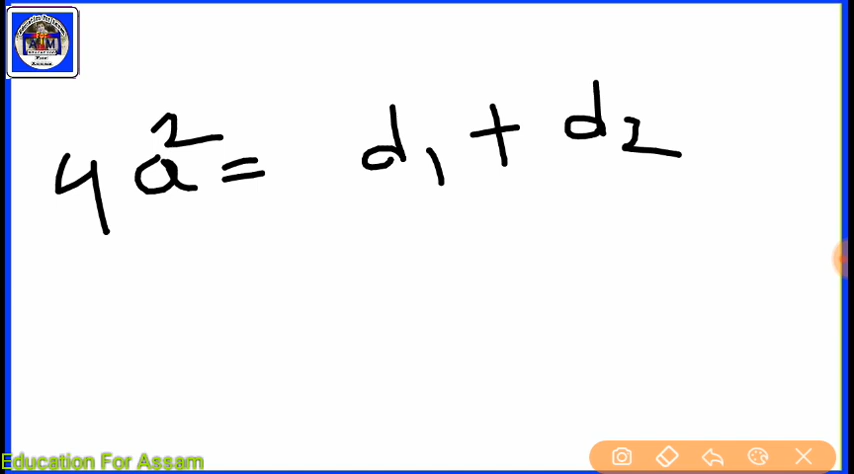 4a² = d₁ + d₂
Education For Assam